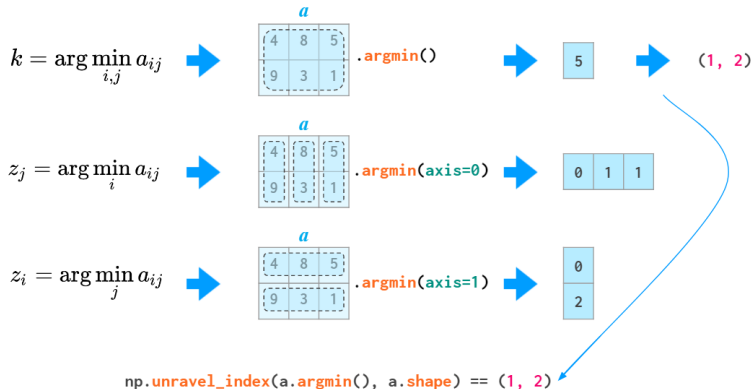 a
k = arg min_{i,j} a_{ij}
4 8 5
9 3 1
.argmin()
5
(1, 2)
a
z_j = arg min_i a_{ij}
4 8 5
9 3 1
.argmin(axis=0)
0 1 1
a
z_i = arg min_j a_{ij}
4 8 5
9 3 1
.argmin(axis=1)
0
2
np.unravel_index(a.argmin(), a.shape) == (1, 2)